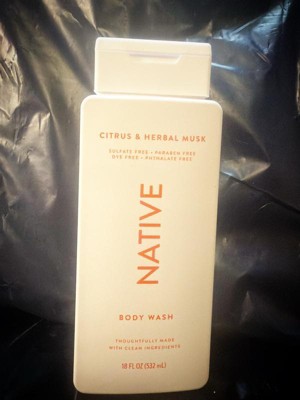 CITRUS & HERBAL MUSK
SULFATE FREE • PARABEN FREE
DYE FREE • PHTHALATE FREE
NATIVE
BODY WASH
THOUGHTFULLY MADE
WITH CLEAN INGREDIENTS
18 FL OZ (532 mL)